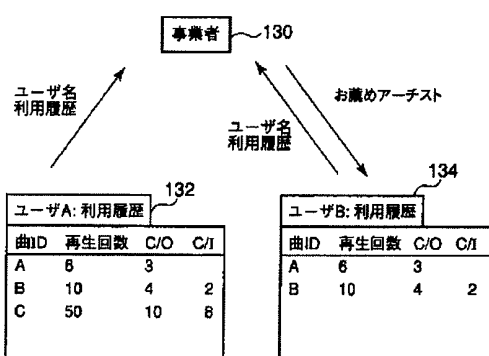 事業者
130
ユーザ名
利用履歴
お薦めアーチスト
ユーザ名
利用履歴
132
134
ユーザA: 利用履歴
曲ID 再生回数 C/O C/I
A 6 3
B 10 4 2
C 50 10 8
ユーザB: 利用履歴
曲ID 再生回数 C/O C/I
A 6 3
B 10 4 2